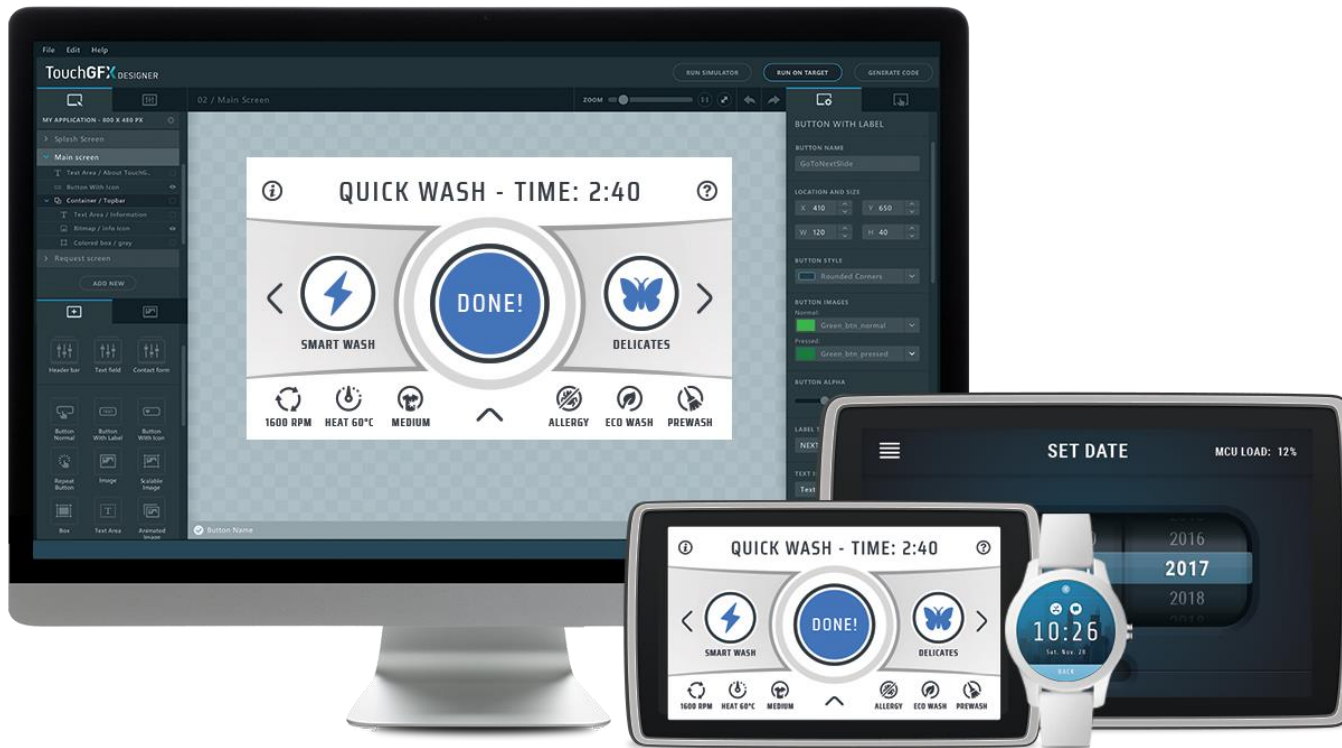 File Edit Help
TouchGFX DESIGNER
RUN SIMULATOR
RUN ON TARGET
GENERATE CODE
02 / Main Screen
ZOOM
1:1
MY APPLICATION - 800 X 480 PX
Splash Screen
Main screen
Text Area / About TouchG..
Button With Icon
Container / Topbar
Text Area / Information
Bitmap / Info Icon
Colored box / grey
Request screen
ADD NEW
Header bar
Text field
Contact form
Button Normal
Button With Label
Button With Icon
Repeat Button
Image
Scalable Image
Box
Text Area
Animated Image
QUICK WASH - TIME: 2:40
DONE!
SMART WASH
DELICATES
1600 RPM
HEAT 60°C
MEDIUM
ALLERGY
ECO WASH
PREWASH
Button Name
BUTTON WITH LABEL
BUTTON NAME
GoToNextSlide
LOCATION AND SIZE
X 410
Y 650
W 120
H 40
BUTTON STYLE
Rounded Corners
BUTTON IMAGES
Normal:
Green_btn_normal
Pressed:
Green_btn_pressed
BUTTON ALPHA
SET DATE
MCU LOAD: 12%
2016
2017
2018
QUICK WASH - TIME: 2:40
DONE!
SMART WASH
DELICATES
1600 RPM
HEAT 60°C
MEDIUM
ALLERGY
ECO WASH
PREWASH
10:26
Sat. Nov. 26
BACK